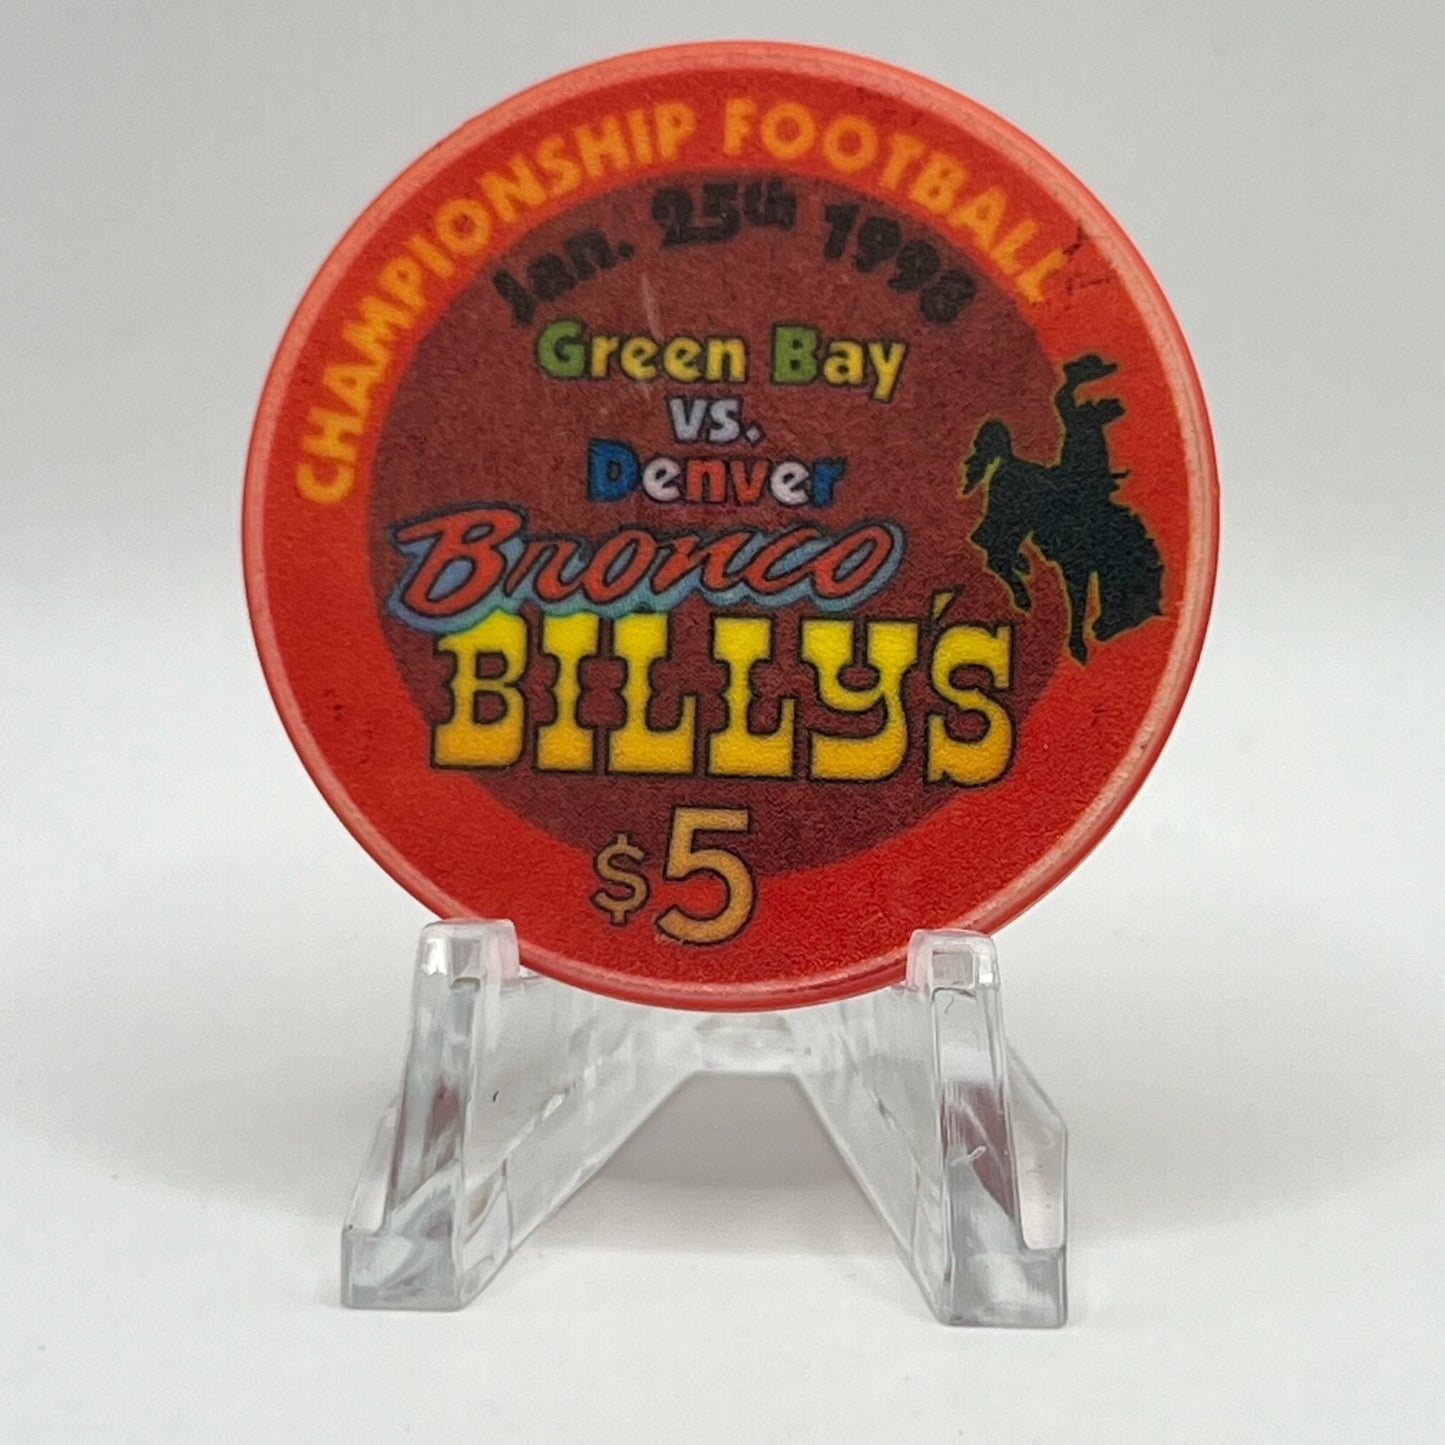 CHAMPIONSHIP FOOTBALL
Jan. 25th 1998
Green Bay
vs.
Denver
Bronco
BILLY'S
$5